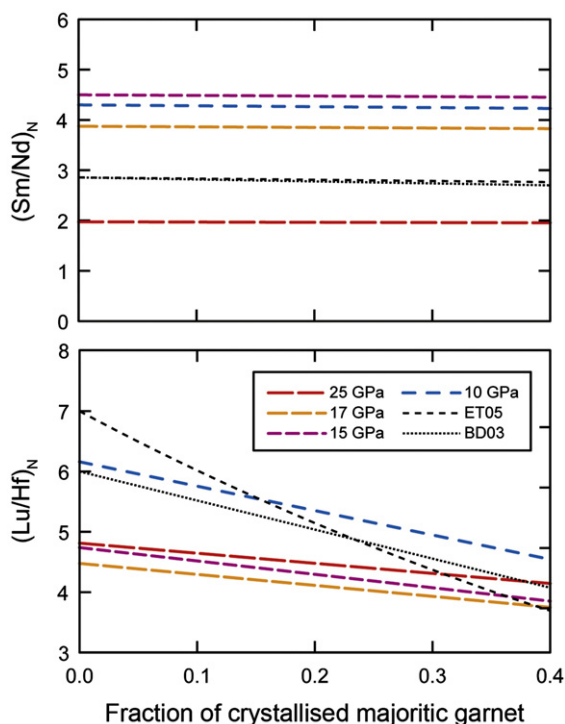 6
5
4
3
2
1
0
(Sm/Nd)N
8
7
6
5
4
3
(Lu/Hf)N
25 GPa 10 GPa
17 GPa ET05
15 GPa BD03
0.0 0.1 0.2 0.3 0.4
Fraction of crystallised majoritic garnet